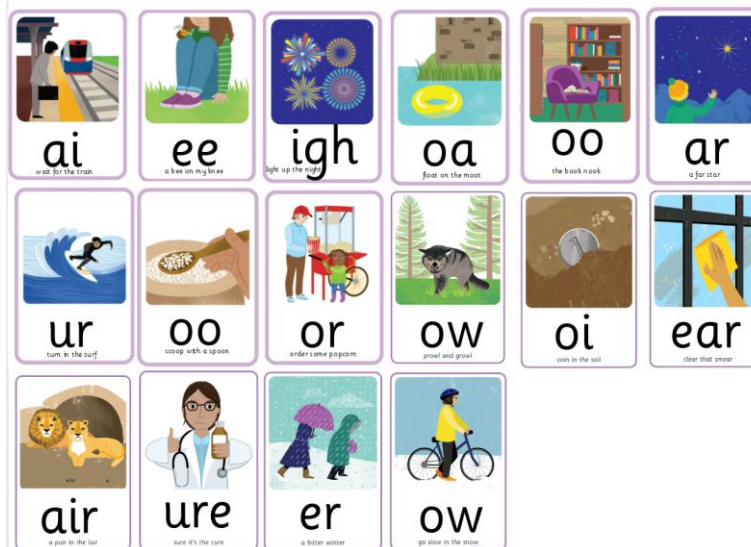 ai
wait for the train
ee
a bee on my knee
igh
light up the night
oa
float on the moat
oo
the book nook
ar
a far star
ur
turn in the surf
oo
scoop with a spoon
or
order some popcorn
ow
prowl and growl
oi
coin in the soil
ear
clear that smear
air
a pair in the lair
ure
sure it's the cure
er
a bitter winter
ow
go slow in the snow